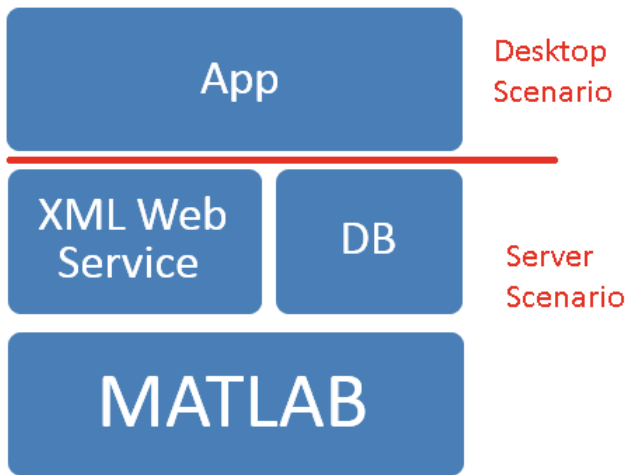 App
Desktop
Scenario
XML Web
Service
DB
Server
Scenario
MATLAB